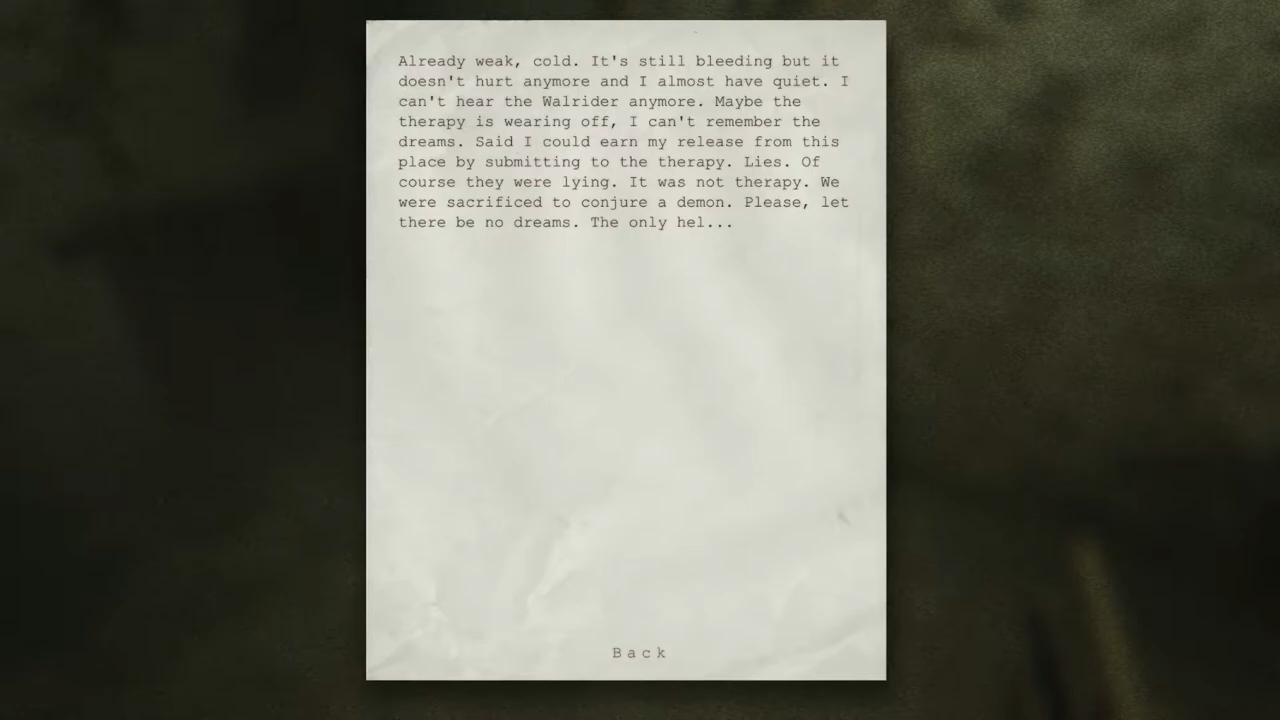 Already weak, cold. It's still bleeding but it
doesn't hurt anymore and I almost have quiet. I
can't hear the Walrider anymore. Maybe the
therapy is wearing off, I can't remember the
dreams. Said I could earn my release from this
place by submitting to the therapy. Lies. Of
course they were lying. It was not therapy. We
were sacrificed to conjure a demon. Please, let
there be no dreams. The only hel...
Back